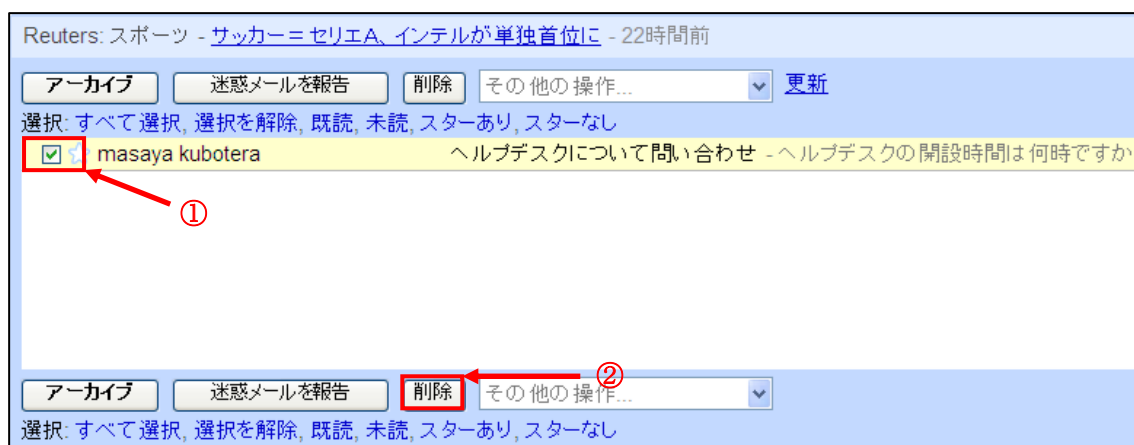 Reuters: スポーツ - サッカー＝セリエA、インテルが単独首位に - 22時間前
アーカイブ 迷惑メールを報告 削除 その他の操作... 更新
選択: すべて選択, 選択を解除, 既読, 未読, スターあり, スターなし
masaya kubotera ヘルプデスクについて問い合わせ - ヘルプデスクの開設時間は何時ですか
①
②
アーカイブ 迷惑メールを報告 削除 その他の操作...
選択: すべて選択, 選択を解除, 既読, 未読, スターあり, スターなし